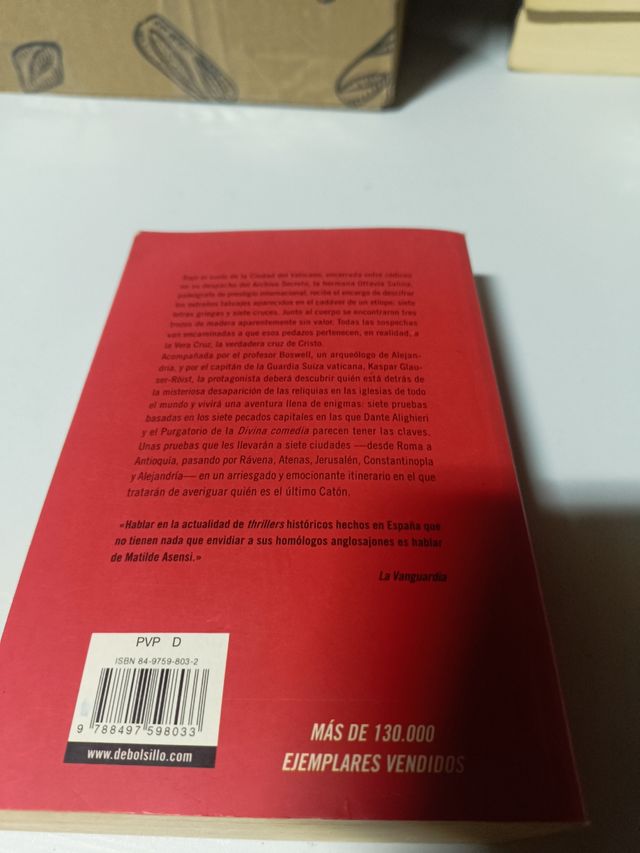 Bajo el suelo de la Ciudad del Vaticano, encerrada entre códices
en su despacho del Archivo Secreto, la hermana Ottavia Salina,
paleógrafa de prestigio internacional, recibe el encargo de descifrar
los extraños tatuajes aparecidos en el cadáver de un etíope: siete
letras griegas y siete cruces. Junto al cuerpo se encontraron tres
trozos de madera aparentemente sin valor. Todas las sospechas
van encaminadas a que esos pedazos pertenecen, en realidad, a
la Vera Cruz, la verdadera cruz de Cristo.
Acompañada por el profesor Boswell, un arqueólogo de Alejan-
dría, y por el capitán de la Guardia Suiza vaticana, Kaspar Glau-
ser-Röist, la protagonista deberá descubrir quién está detrás de
la misteriosa desaparición de las reliquias en las iglesias de todo
el mundo y vivirá una aventura llena de enigmas: siete pruebas
basadas en los siete pecados capitales en las que Dante Alighieri
y el Purgatorio de la Divina comedia parecen tener las claves.
Unas pruebas que les llevarán a siete ciudades —desde Roma a
Antioquía, pasando por Rávena, Atenas, Jerusalén, Constantinopla
y Alejandría— en un arriesgado y emocionante itinerario en el que
tratarán de averiguar quién es el último Catón.
«Hablar en la actualidad de thrillers históricos hechos en España que
no tienen nada que envidiar a sus homólogos anglosajones es hablar
de Matilde Asensi.»
La Vanguardia
PVP D
ISBN 84-9759-803-2
9 788497 598033
www.debolsillo.com
MÁS DE 130.000
EJEMPLARES VENDIDOS